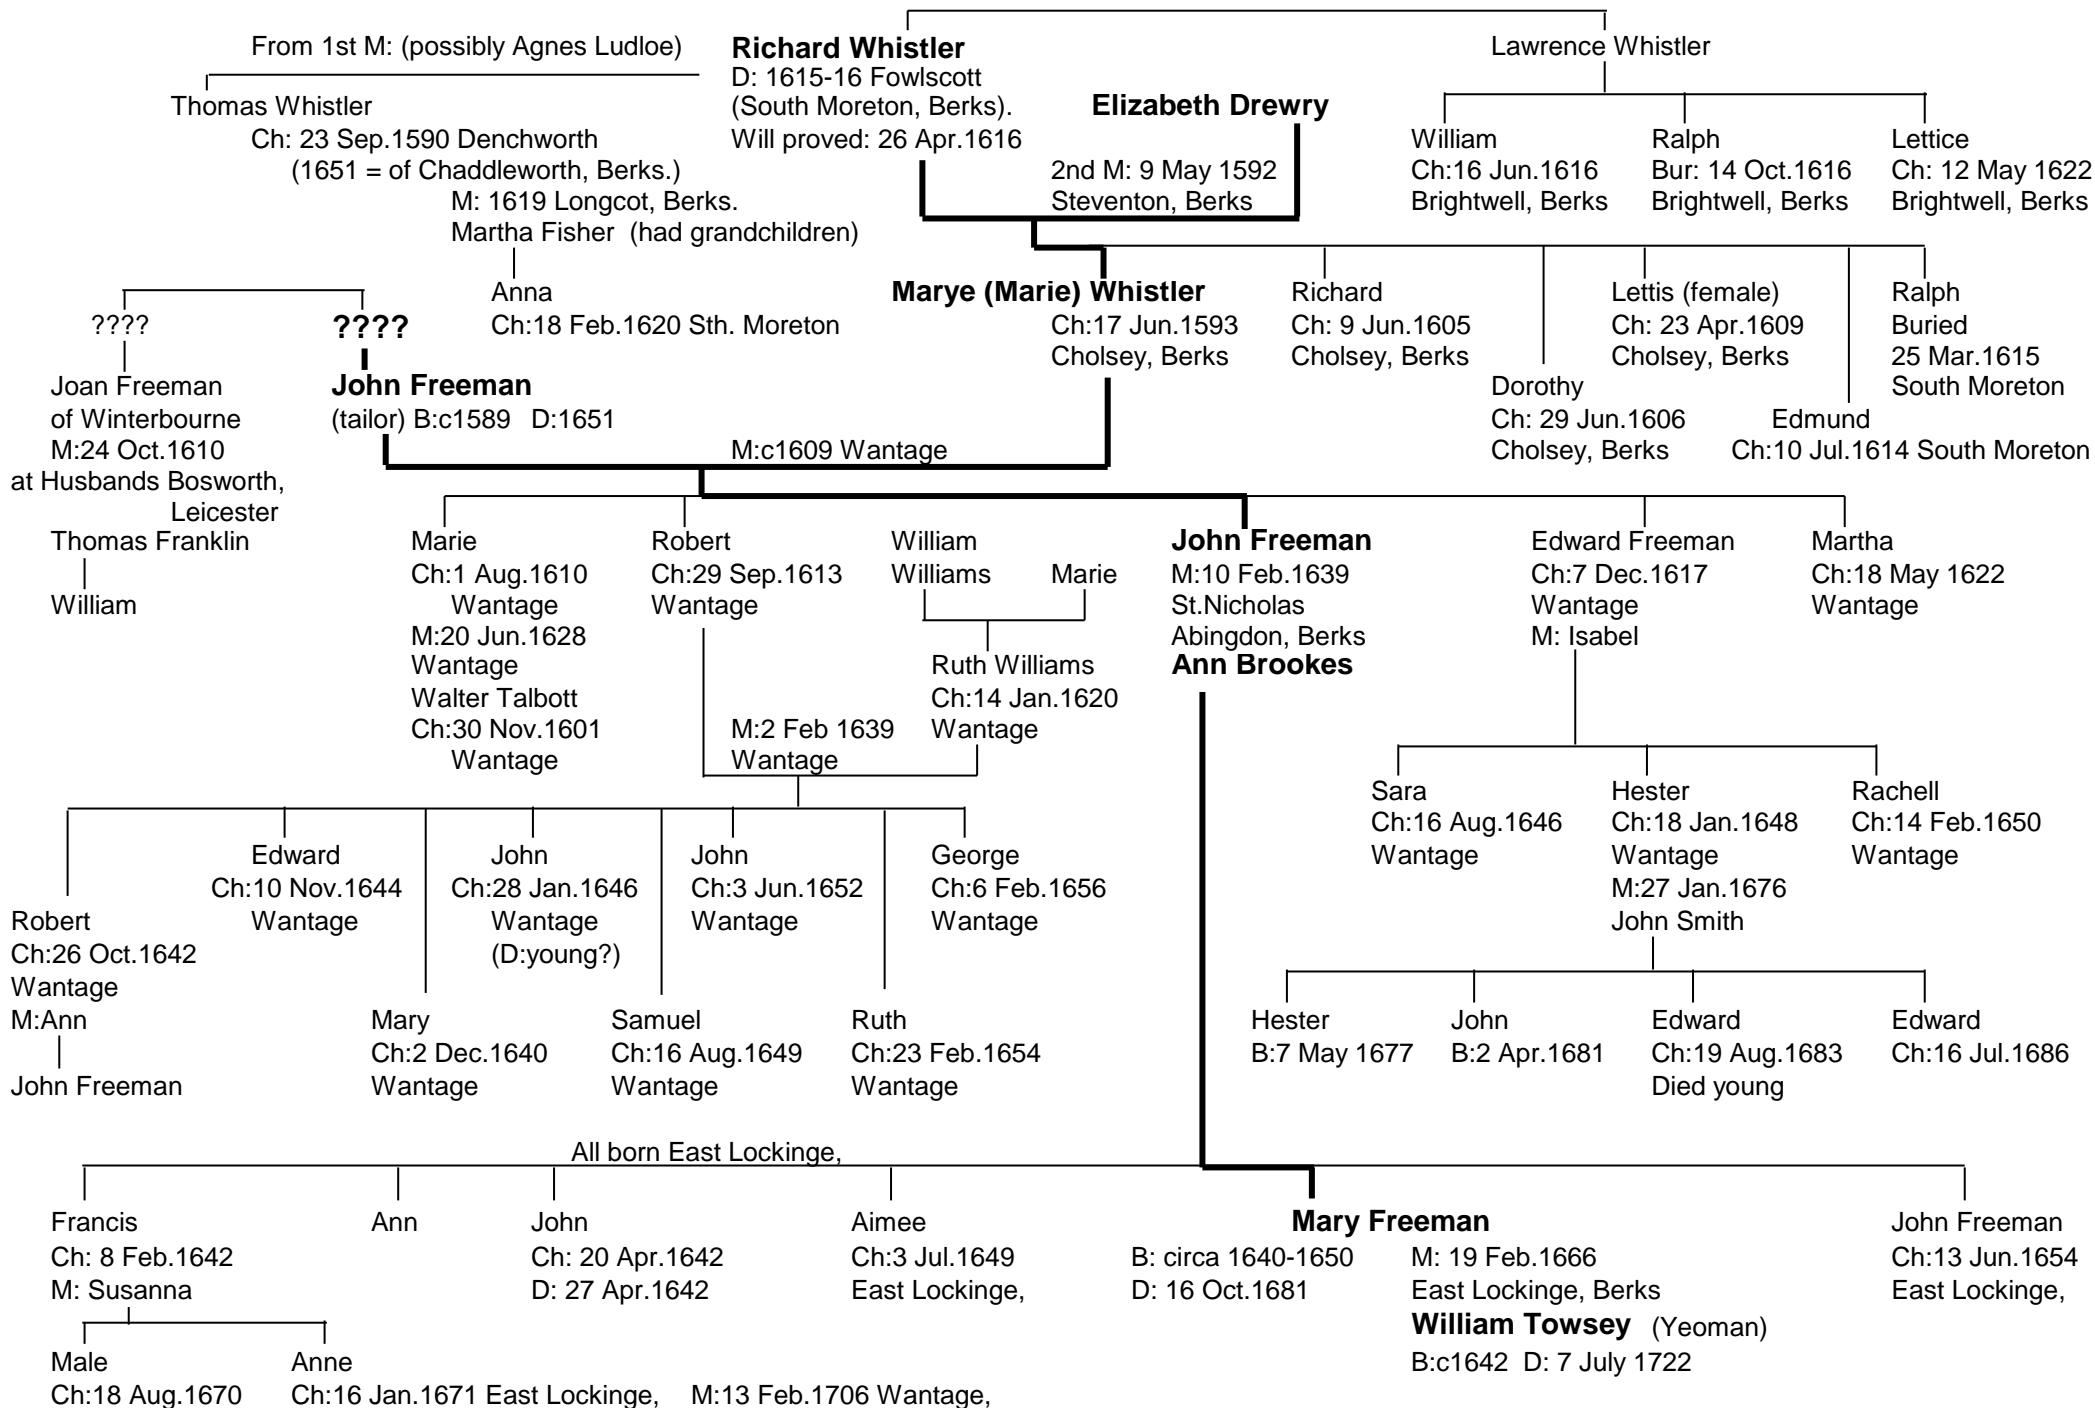 From 1st M: (possibly Agnes Ludloe)
Richard Whistler
D: 1615-16 Fowlscott
(South Moreton, Berks).
Will proved: 26 Apr.1616
Lawrence Whistler
Thomas Whistler
Ch: 23 Sep.1590 Denchworth
(1651 = of Chaddleworth, Berks.)
M: 1619 Longcot, Berks.
Martha Fisher (had grandchildren)
Elizabeth Drewry
2nd M: 9 May 1592
Steventon, Berks
William
Ch:16 Jun.1616
Brightwell, Berks
Ralph
Bur: 14 Oct.1616
Brightwell, Berks
Lettice
Ch: 12 May 1622
Brightwell, Berks
Anna
Ch:18 Feb.1620 Sth. Moreton
Marye (Marie) Whistler
Ch:17 Jun.1593
Cholsey, Berks
Richard
Ch: 9 Jun.1605
Cholsey, Berks
Dorothy
Ch: 29 Jun.1606
Cholsey, Berks
Lettis (female)
Ch: 23 Apr.1609
Cholsey, Berks
Edmund
Ch:10 Jul.1614 South Moreton
Ralph
Buried
25 Mar.1615
South Moreton
????
????
Joan Freeman
of Winterbourne
M:24 Oct.1610
at Husbands Bosworth,
Leicester
Thomas Franklin
William
John Freeman
(tailor) B:c1589 D:1651
M:c1609 Wantage
Marie
Ch:1 Aug.1610
Wantage
M:20 Jun.1628
Wantage
Walter Talbott
Ch:30 Nov.1601
Wantage
Robert
Ch:29 Sep.1613
Wantage
William
Williams
Marie
Ruth Williams
Ch:14 Jan.1620
Wantage
M:2 Feb 1639
Wantage
John Freeman
M:10 Feb.1639
St.Nicholas
Abingdon, Berks
Ann Brookes
Edward Freeman
Ch:7 Dec.1617
Wantage
M: Isabel
Martha
Ch:18 May 1622
Wantage
Sara
Ch:16 Aug.1646
Wantage
Hester
Ch:18 Jan.1648
Wantage
M:27 Jan.1676
John Smith
Rachell
Ch:14 Feb.1650
Wantage
Robert
Ch:26 Oct.1642
Wantage
M:Ann
John Freeman
Edward
Ch:10 Nov.1644
Wantage
Mary
Ch:2 Dec.1640
Wantage
John
Ch:28 Jan.1646
Wantage
(D:young?)
Samuel
Ch:16 Aug.1649
Wantage
John
Ch:3 Jun.1652
Wantage
Ruth
Ch:23 Feb.1654
Wantage
George
Ch:6 Feb.1656
Wantage
Hester
B:7 May 1677
John
B:2 Apr.1681
Edward
Ch:19 Aug.1683
Died young
Edward
Ch:16 Jul.1686
All born East Lockinge,
Francis
Ch: 8 Feb.1642
M: Susanna
Ann
John
Ch: 20 Apr.1642
D: 27 Apr.1642
Aimee
Ch:3 Jul.1649
East Lockinge,
Mary Freeman
B: circa 1640-1650
D: 16 Oct.1681
M: 19 Feb.1666
East Lockinge, Berks
William Towsey (Yeoman)
B:c1642 D: 7 July 1722
John Freeman
Ch:13 Jun.1654
East Lockinge,
Male
Ch:18 Aug.1670
Anne
Ch:16 Jan.1671 East Lockinge, M:13 Feb.1706 Wantage,